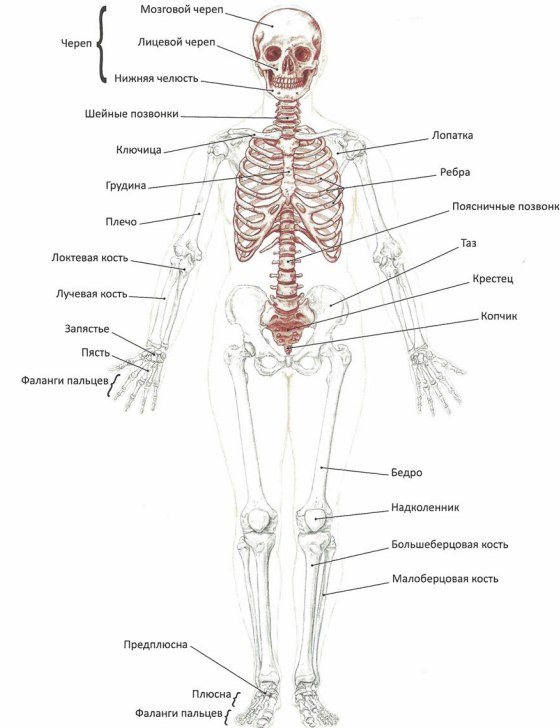 Мозговой череп
Череп
Лицевой череп
Нижняя челюсть
Шейные позвонки
Ключица
Лопатка
Грудина
Ребра
Плечо
Поясничные позвонк
Локтевая кость
Таз
Лучевая кость
Крестец
Запястье
Копчик
Пясть
Фаланги пальцев
Бедро
Надколенник
Большеберцовая кость
Малоберцовая кость
Предплюсна
Плюсна
Фаланги пальцев